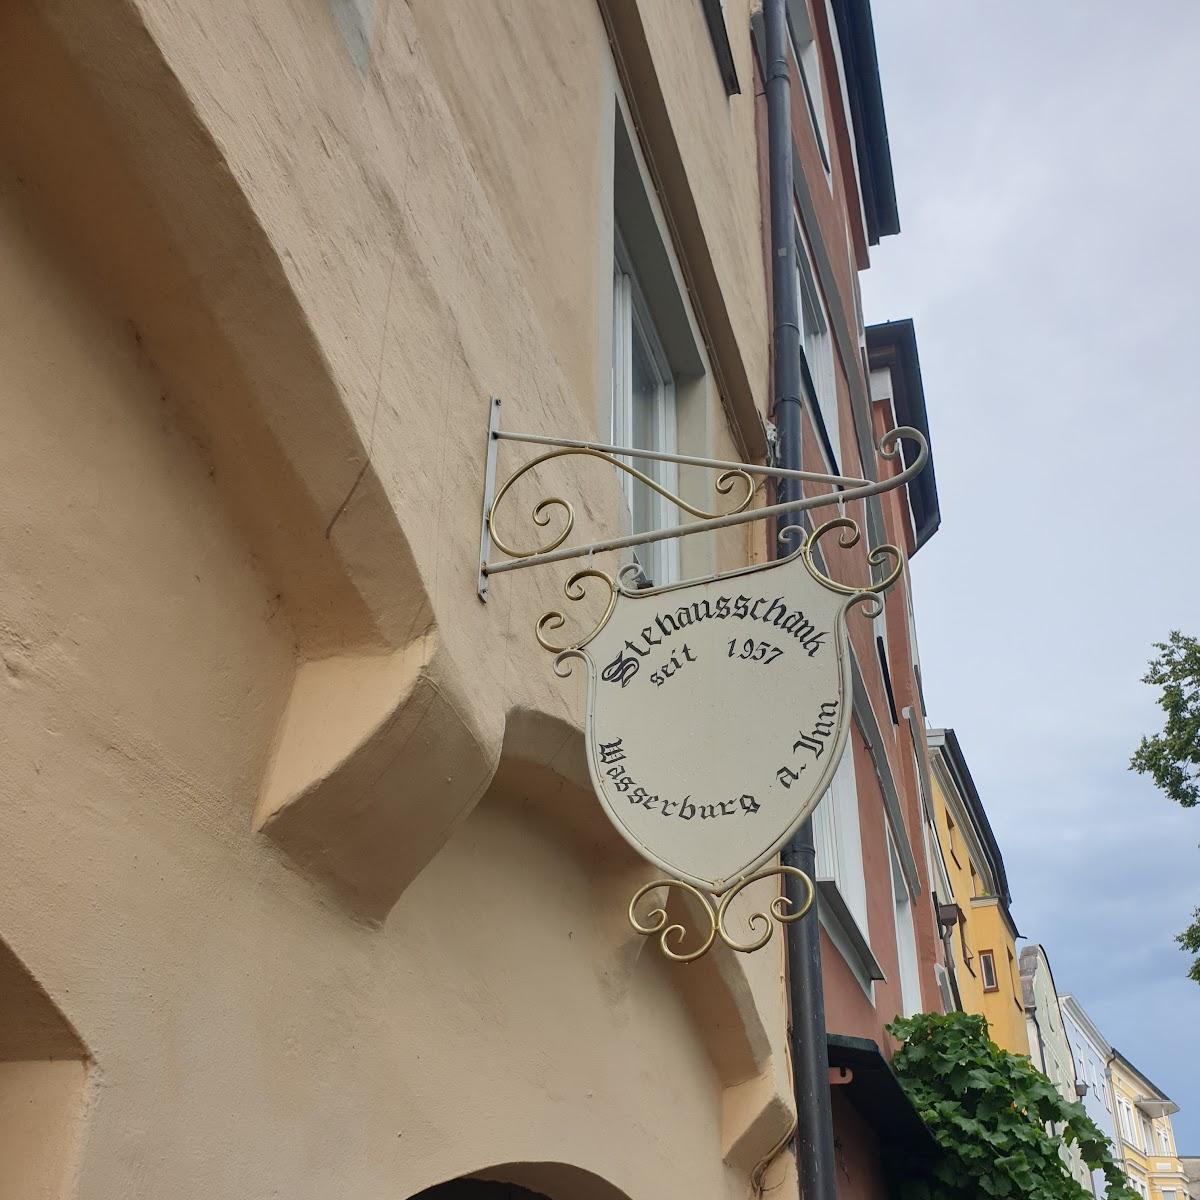 Stehausschank
seit 1957
Wasserburg a. Inn